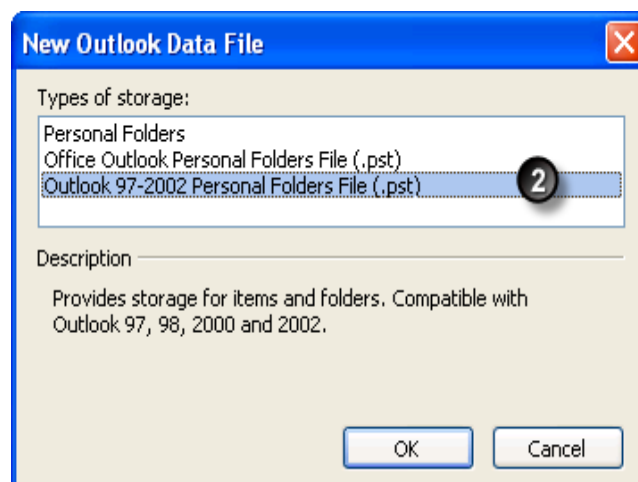 New Outlook Data File
Types of storage:
Personal Folders
Office Outlook Personal Folders File (.pst)
Outlook 97-2002 Personal Folders File (.pst)
2
Description
Provides storage for items and folders. Compatible with
Outlook 97, 98, 2000 and 2002.
OK Cancel